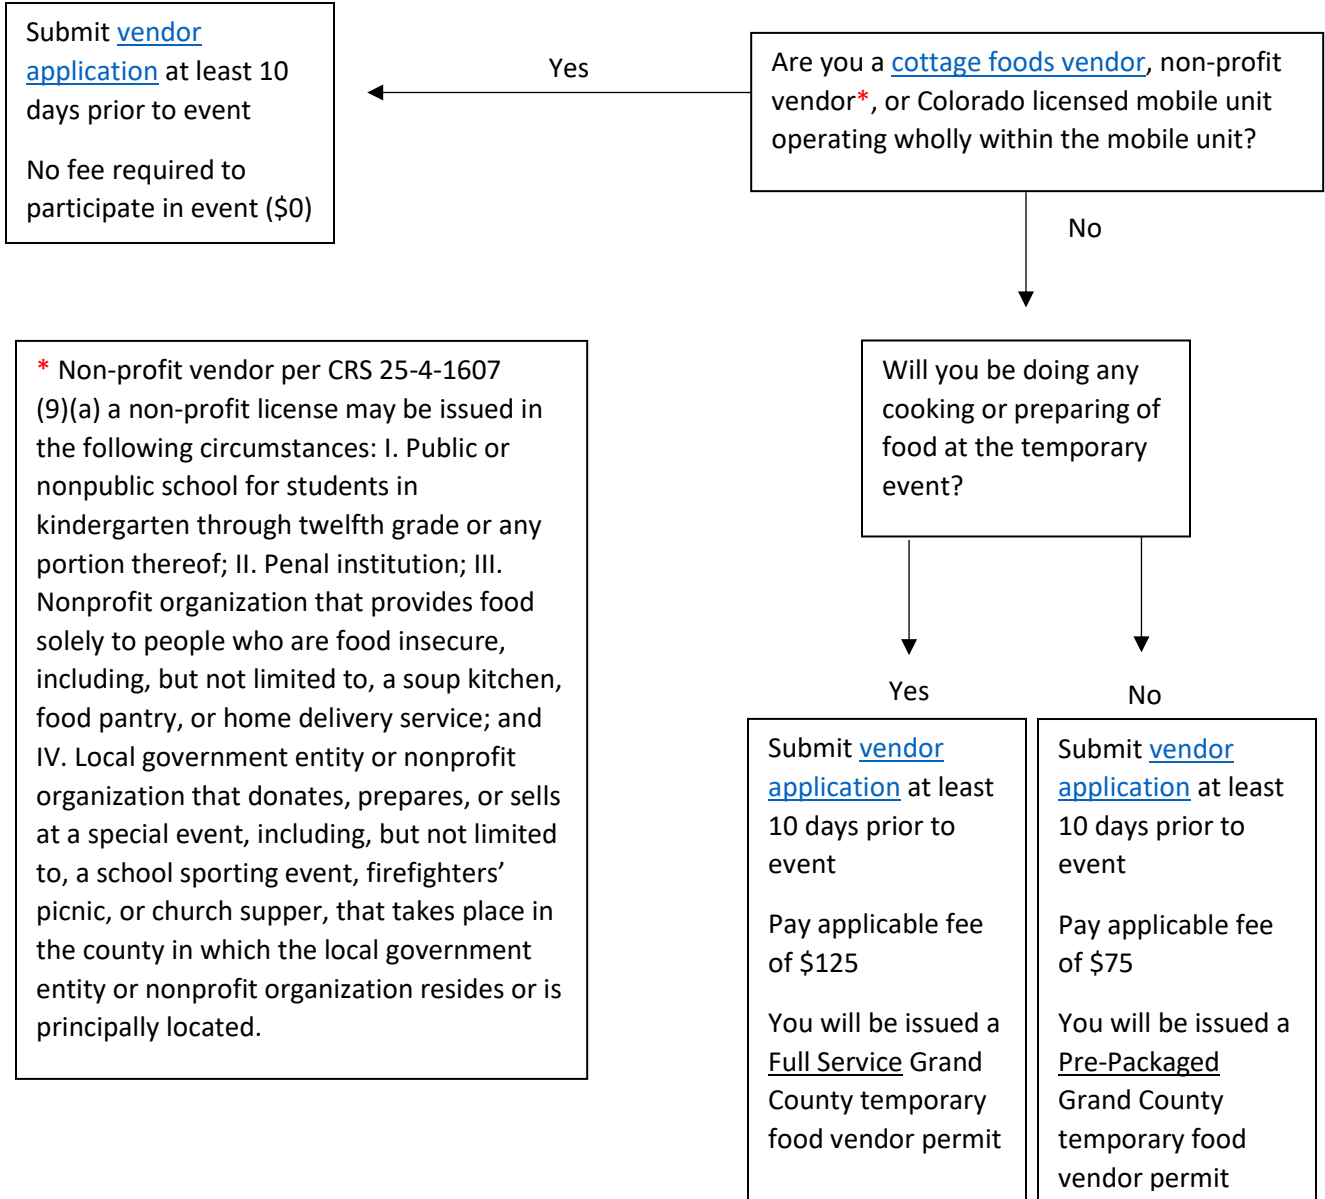 Submit vendor
application at least 10
days prior to event
No fee required to
participate in event ($0)
Yes
Are you a cottage foods vendor, non-profit
vendor*, or Colorado licensed mobile unit
operating wholly within the mobile unit?
No
* Non-profit vendor per CRS 25-4-1607
(9)(a) a non-profit license may be issued in
the following circumstances: I. Public or
nonpublic school for students in
kindergarten through twelfth grade or any
portion thereof; II. Penal institution; III.
Nonprofit organization that provides food
solely to people who are food insecure,
including, but not limited to, a soup kitchen,
food pantry, or home delivery service; and
IV. Local government entity or nonprofit
organization that donates, prepares, or sells
at a special event, including, but not limited
to, a school sporting event, firefighters’
picnic, or church supper, that takes place in
the county in which the local government
entity or nonprofit organization resides or is
principally located.
Will you be doing any
cooking or preparing of
food at the temporary
event?
Yes
Submit vendor
application at least
10 days prior to
event
Pay applicable fee
of $125
You will be issued a
Full Service Grand
County temporary
food vendor permit
No
Submit vendor
application at least
10 days prior to
event
Pay applicable fee
of $75
You will be issued a
Pre-Packaged
Grand County
temporary food
vendor permit